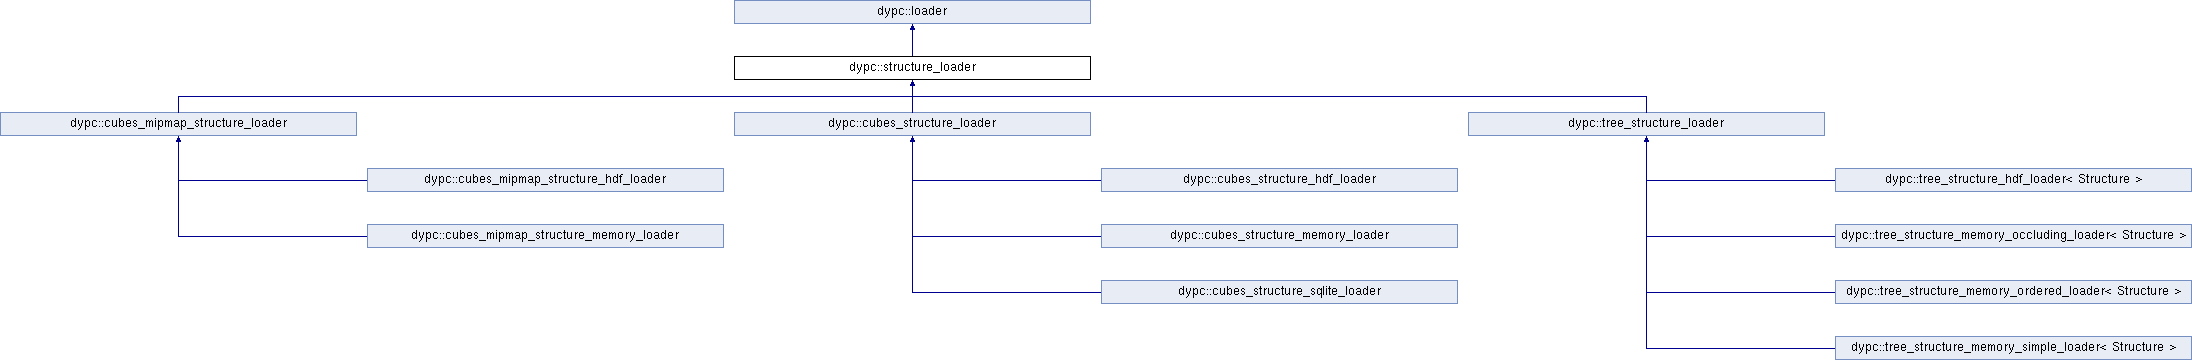 dypc::loader
dypc::structure_loader
dypc::cubes_mipmap_structure_loader
dypc::cubes_structure_loader
dypc::tree_structure_loader
dypc::cubes_mipmap_structure_hdf_loader
dypc::cubes_structure_hdf_loader
dypc::tree_structure_hdf_loader< Structure >
dypc::cubes_mipmap_structure_memory_loader
dypc::cubes_structure_memory_loader
dypc::tree_structure_memory_occluding_loader< Structure >
dypc::cubes_structure_sqlite_loader
dypc::tree_structure_memory_ordered_loader< Structure >
dypc::tree_structure_memory_simple_loader< Structure >